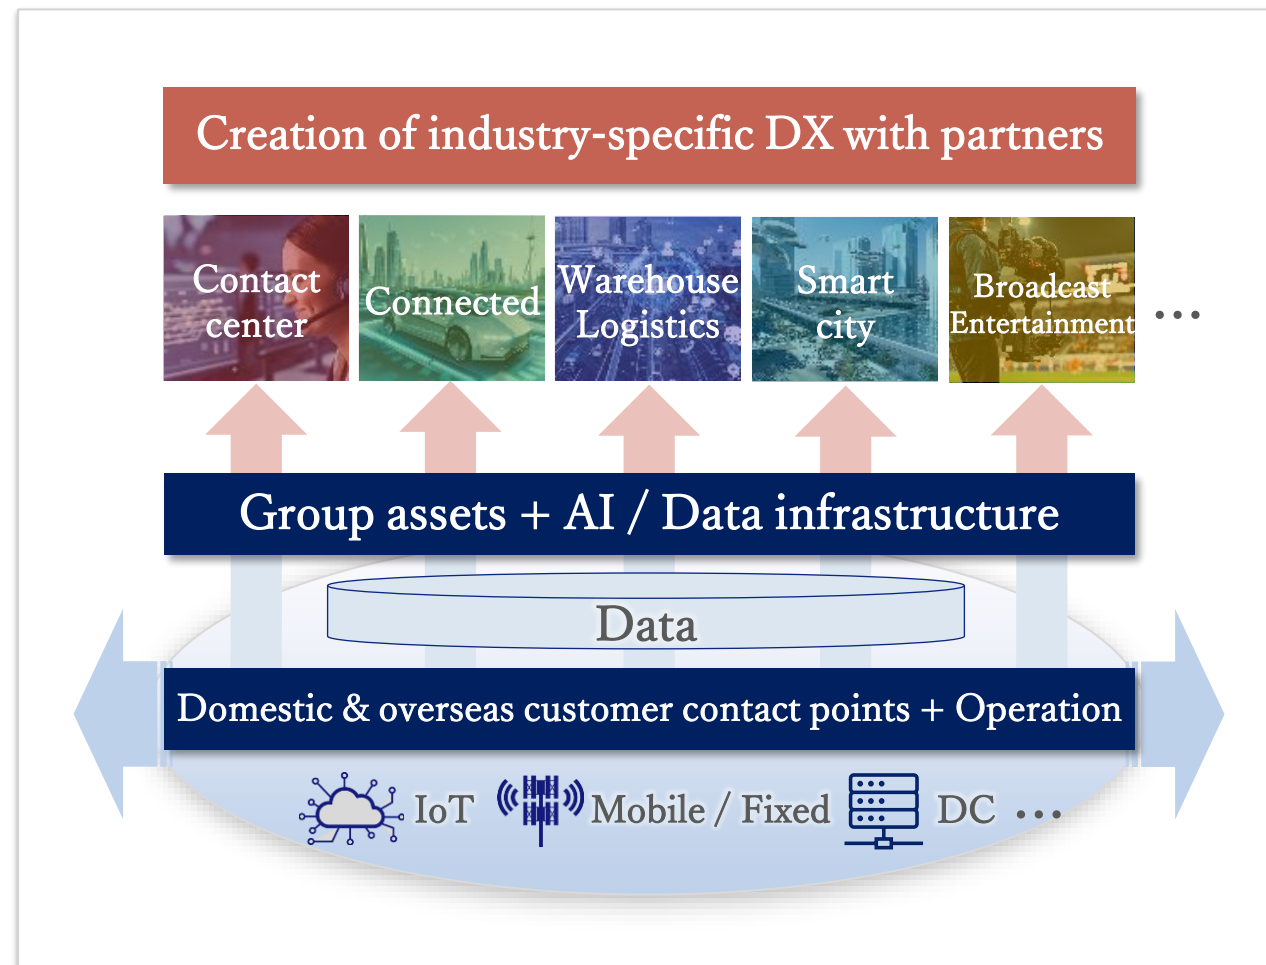 Creation of industry-specific DX with partners
Contact
center
Connected
Warehouse
Logistics
Smart
city
Broadcast
Entertainment
…
Group assets + AI / Data infrastructure
Data
Domestic & overseas customer contact points + Operation
IoT
Mobile / Fixed
DC …